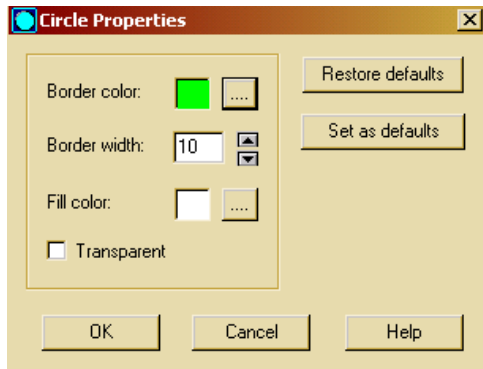 Circle Properties
Border color:
....
Restore defaults
Border width:
10
Set as defaults
Fill color:
....
Transparent
OK
Cancel
Help